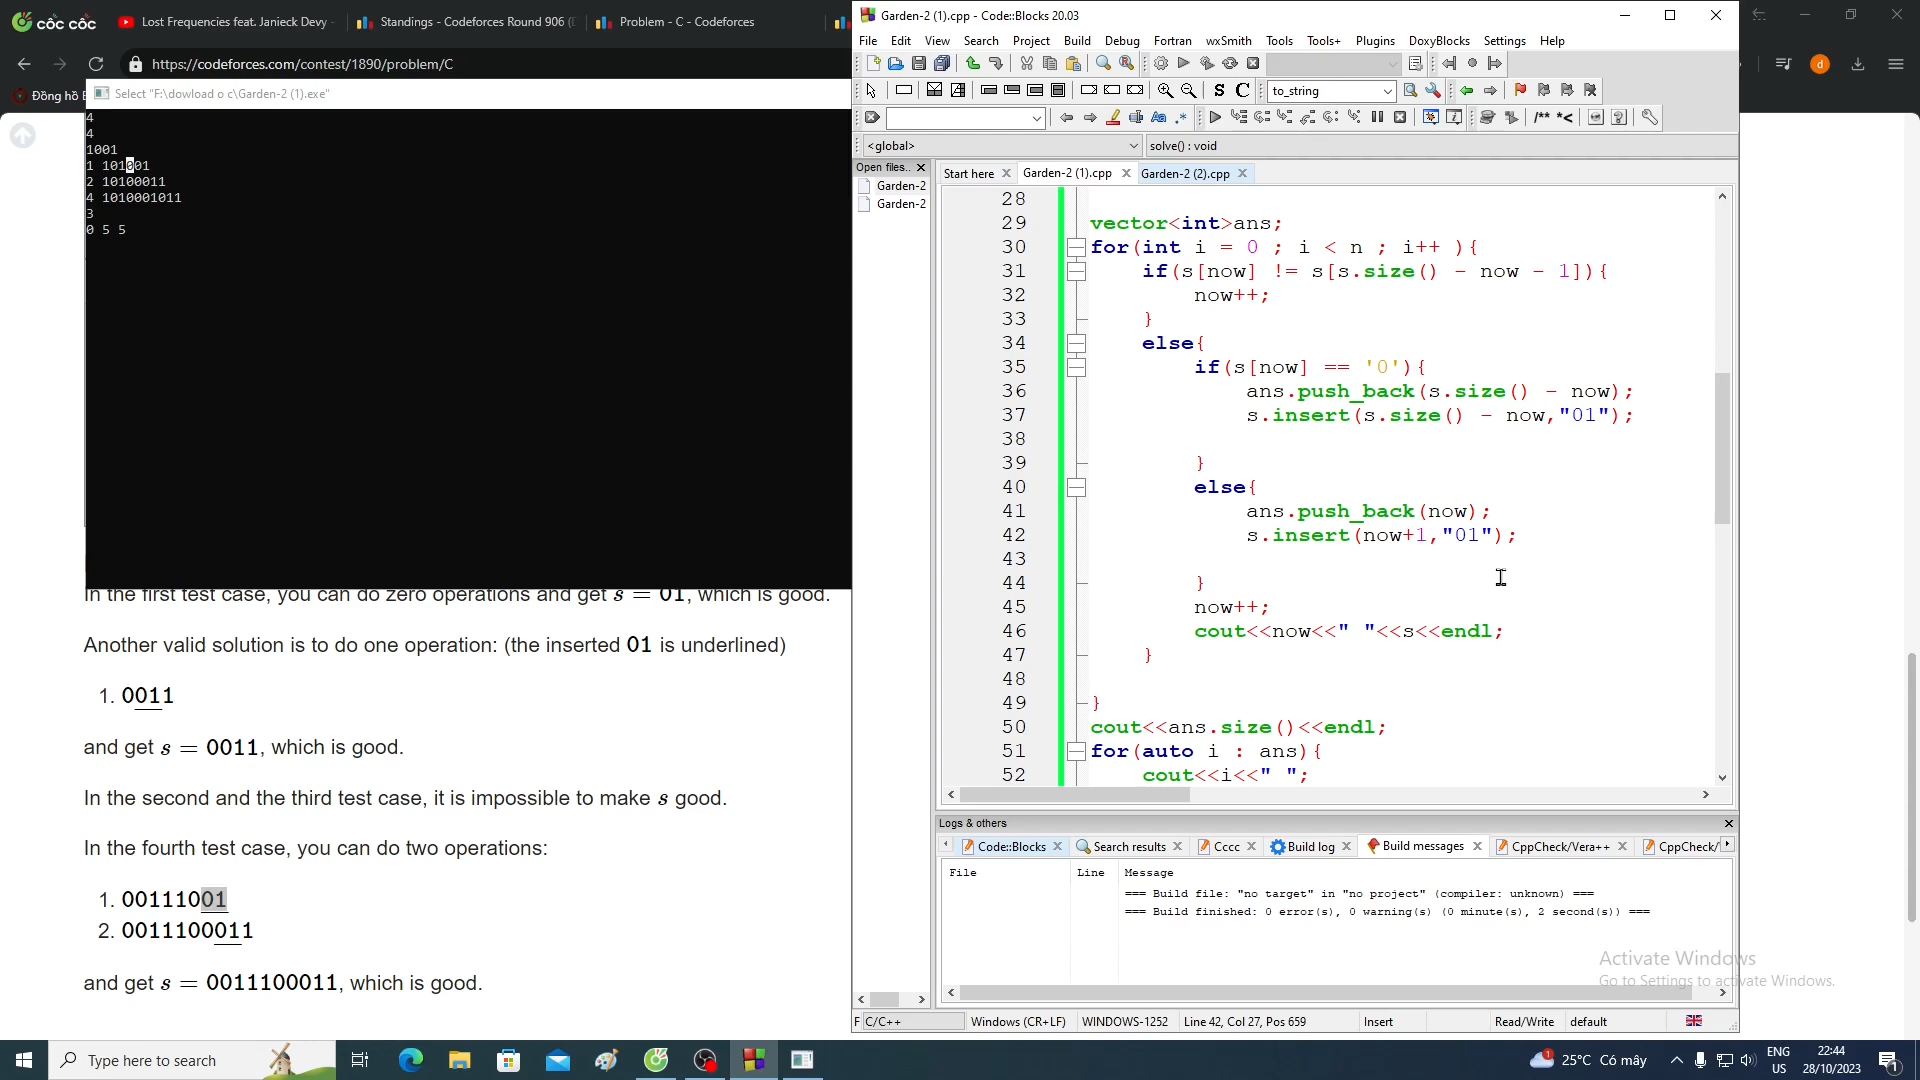 cốc cốc
Lost Frequencies feat. Janieck Devy
Standings - Codeforces Round 906 (
Problem - C - Codeforces
https://codeforces.com/contest/1890/problem/C
Đồng hồ
Select "F:\dowload o c\Garden-2 (1).exe"
4
4
1001
1 101001
2 10100011
4 1010001011
3
0 5 5
In the first test case, you can do zero operations and get s = 01, which is good.
Another valid solution is to do one operation: (the inserted 01 is underlined)
1. 0011
and get s = 0011, which is good.
In the second and the third test case, it is impossible to make s good.
In the fourth test case, you can do two operations:
1. 00111001
2. 0011100011
and get s = 0011100011, which is good.
Garden-2 (1).cpp - Code::Blocks 20.03
File Edit View Search Project Build Debug Fortran wxSmith Tools Tools+ Plugins DoxyBlocks Settings Help
S C to_string
Aa .* /** *<
<global> solve() : void
Open files..
Garden-2
Garden-2
Start here Garden-2 (1).cpp Garden-2 (2).cpp
28
29 vector<int>ans;
30 for(int i = 0 ; i < n ; i++ ){
31 if(s[now] != s[s.size() - now - 1]){
32 now++;
33 }
34 else{
35 if(s[now] == '0'){
36 ans.push_back(s.size() - now);
37 s.insert(s.size() - now,"01");
38
39 }
40 else{
41 ans.push_back(now);
42 s.insert(now+1,"01");
43
44 }
45 now++;
46 cout<<now<<" "<<s<<endl;
47 }
48
49 }
50 cout<<ans.size()<<endl;
51 for(auto i : ans){
52 cout<<i<<" ";
Logs & others
Code::Blocks Search results Cccc Build log Build messages CppCheck/Vera++ CppCheck/
File Line Message
=== Build file: "no target" in "no project" (compiler: unknown) ===
=== Build finished: 0 error(s), 0 warning(s) (0 minute(s), 2 second(s)) ===
Activate Windows
Go to Settings to activate Windows.
F C/C++ Windows (CR+LF) WINDOWS-1252 Line 42, Col 27, Pos 659 Insert Read/Write default
Type here to search
25°C Có mây
ENG
US
22:44
28/10/2023